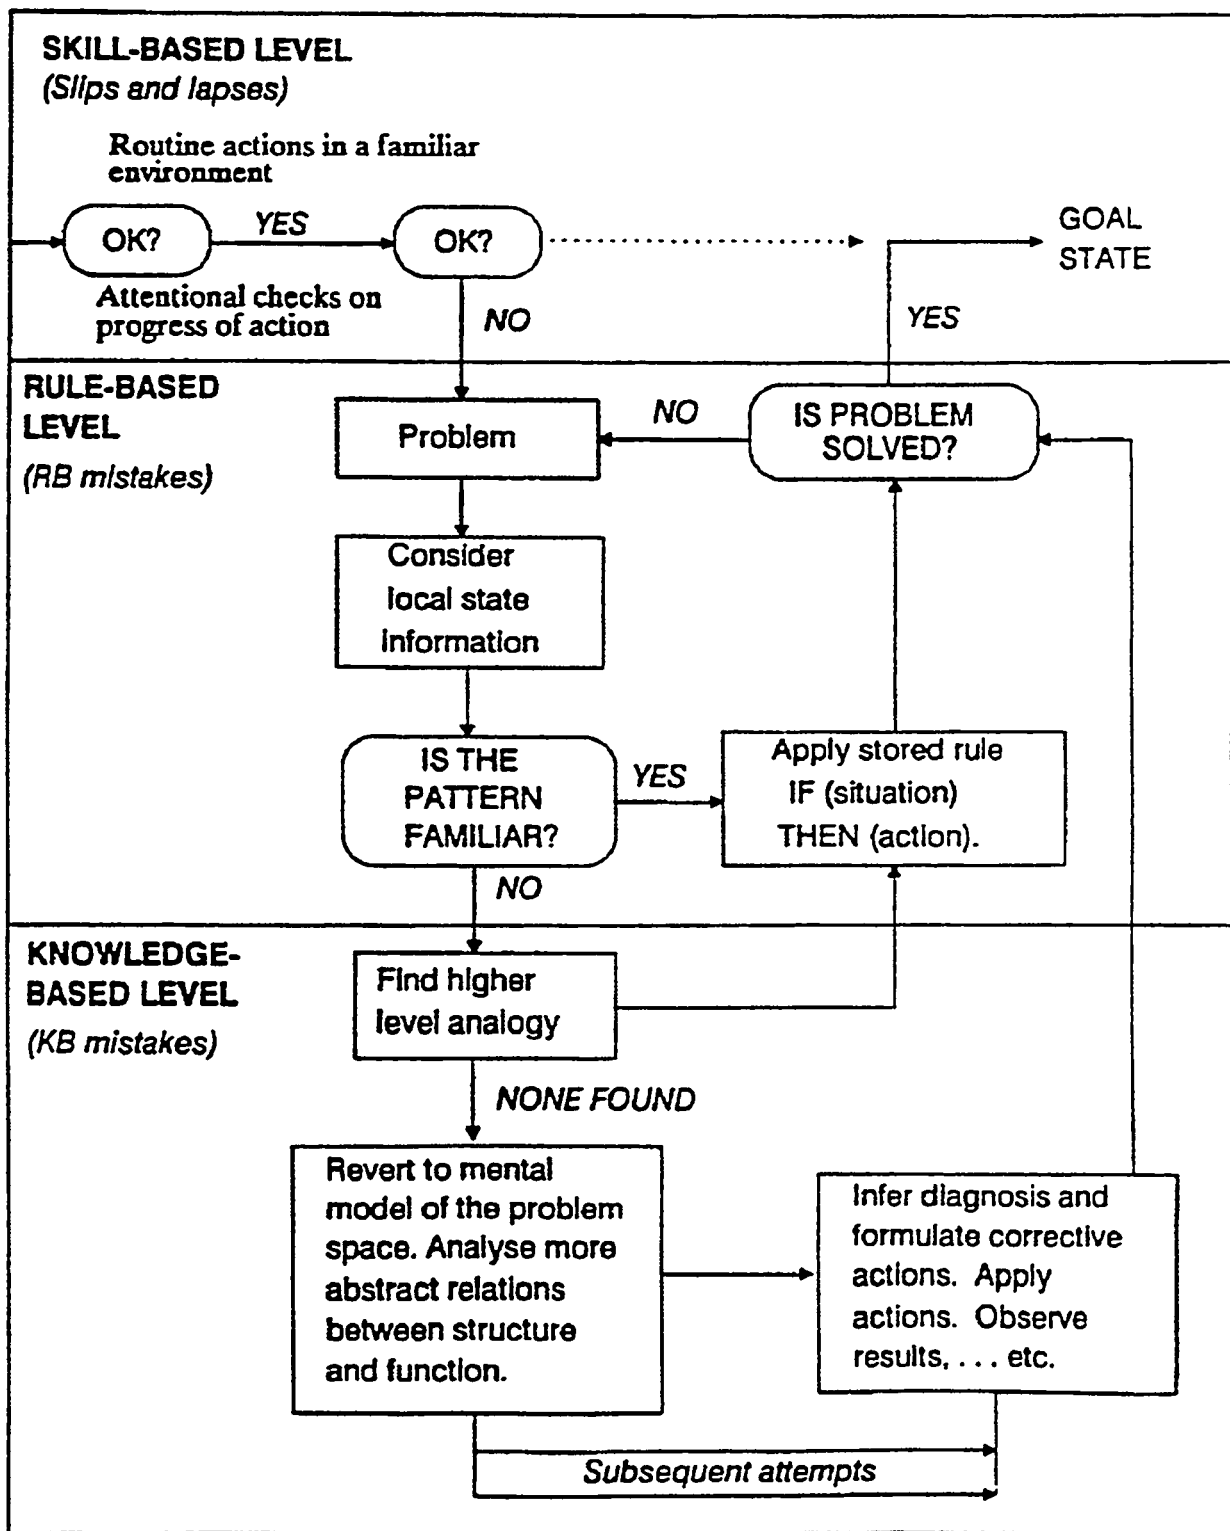 SKILL-BASED LEVEL
(Slips and lapses)
Routine actions in a familiar
environment
OK?
YES
OK?
GOAL
STATE
Attentional checks on
progress of action
NO
YES
RULE-BASED
LEVEL
(RB mistakes)
Problem
NO
IS PROBLEM
SOLVED?
Consider
local state
information
IS THE
PATTERN
FAMILIAR?
YES
Apply stored rule
IF (situation)
THEN (action).
NO
KNOWLEDGE-
BASED LEVEL
(KB mistakes)
Find higher
level analogy
NONE FOUND
Revert to mental
model of the problem
space. Analyse more
abstract relations
between structure
and function.
Infer diagnosis and
formulate corrective
actions. Apply
actions. Observe
results, . . . etc.
Subsequent attempts